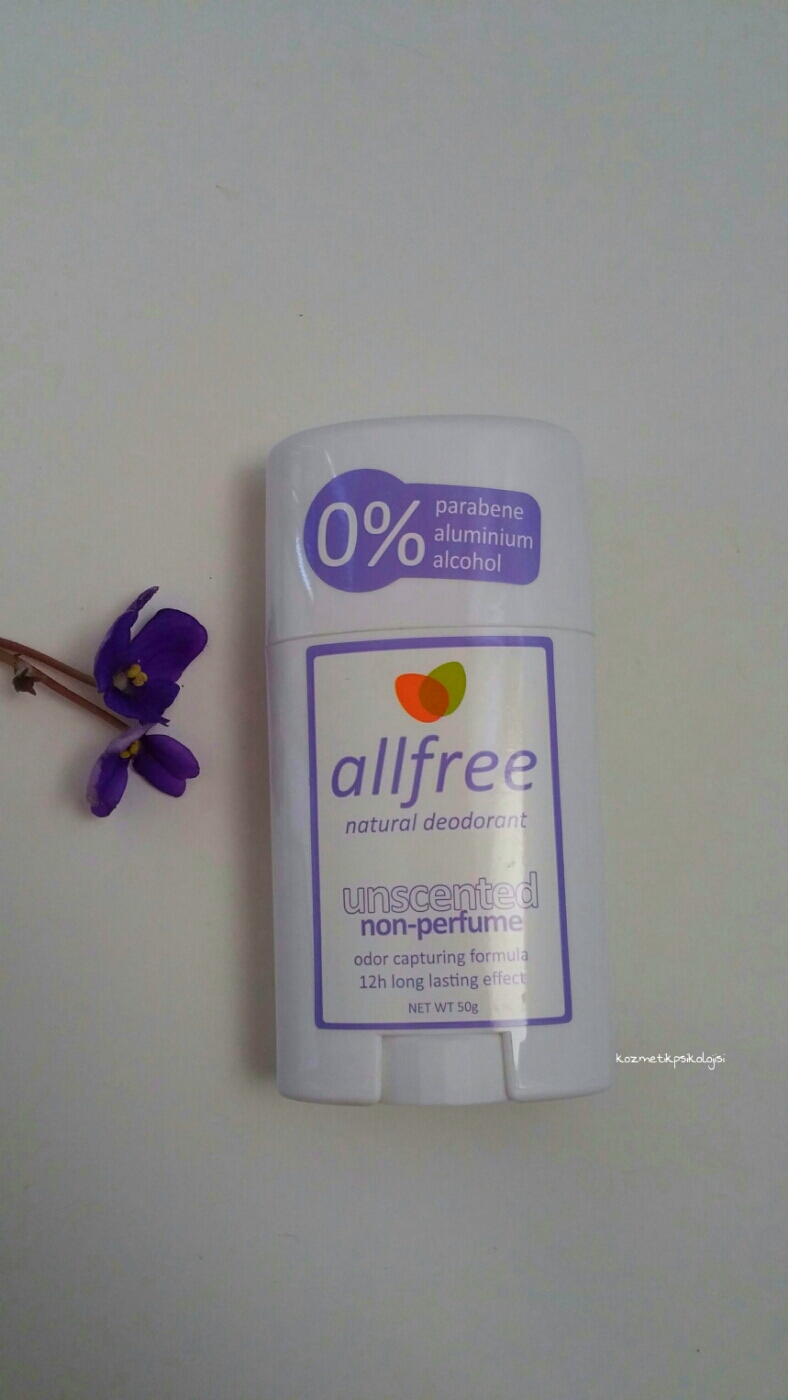 0%
parabene
aluminium
alcohol
allfree
natural deodorant
unscented
non-perfume
odor capturing formula
12h long lasting effect
NET WT 50g
kozmetikpsikolojisi